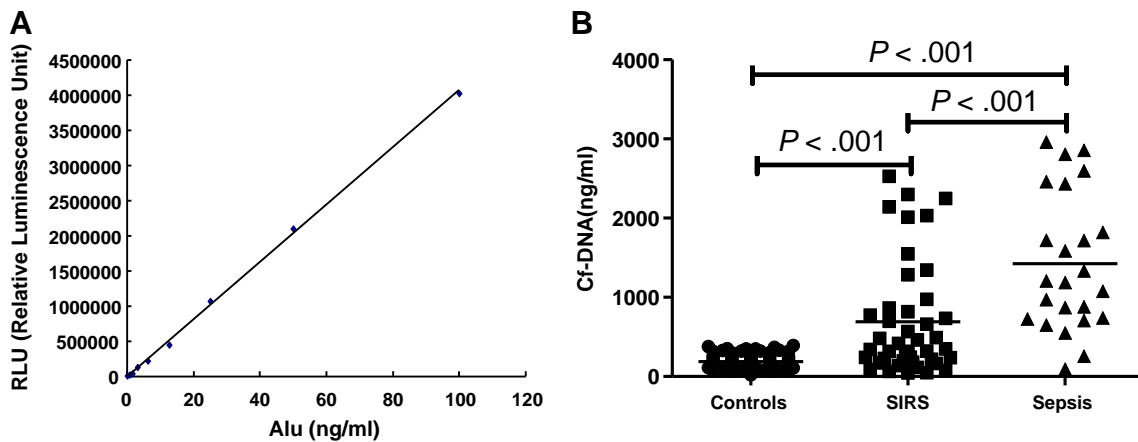 A
RLU (Relative Luminescence Unit)
4500000
4000000
3500000
3000000
2500000
2000000
1500000
1000000
500000
0
0 20 40 60 80 100 120
Alu (ng/ml)
B
Cf-DNA(ng/ml)
4000
3000
2000
1000
0
P < .001
P < .001
P < .001
Controls SIRS Sepsis